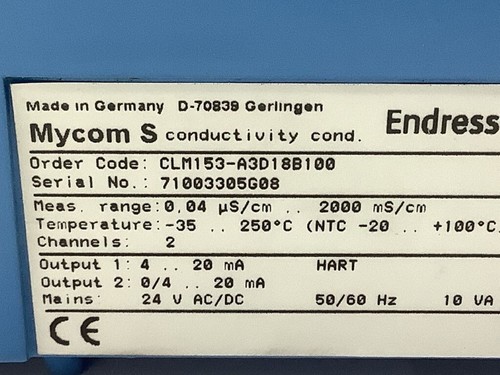 Made in Germany D-70839 Gerlingen
Endress
Mycom S conductivity cond.
Order Code: CLM153-A3D18B100
Serial No.: 71003305G08
Meas. range: 0,04 µS/cm .. 2000 mS/cm
Temperature: -35 .. 250°C (NTC -20 .. +100°C
Channels: 2
Output 1: 4 .. 20 mA HART
Output 2: 0/4 .. 20 mA
Mains: 24 V AC/DC 50/60 Hz 10 VA
CE